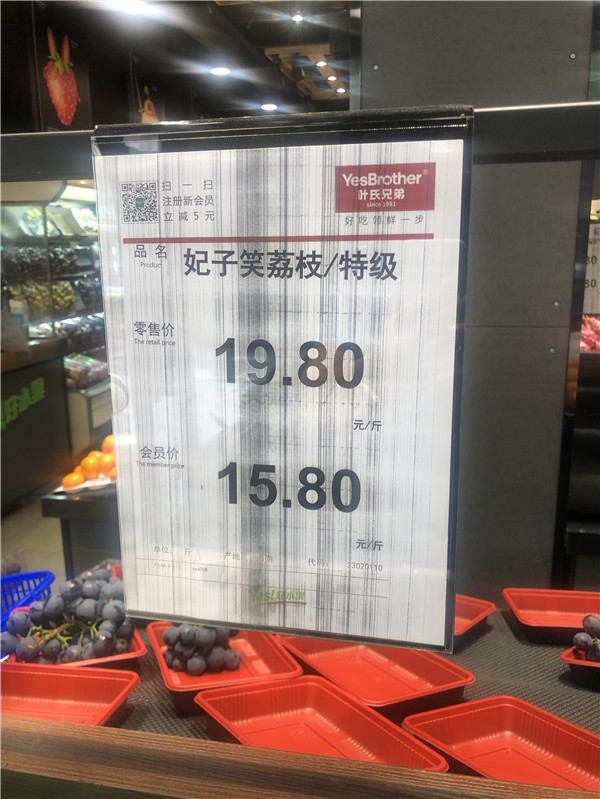 扫一扫
注册新会员
立减5元
YesBrother®
叶氏兄弟
since 1991
好吃领鲜一步
品名
Product
妃子笑荔枝/特级
零售价
The retail price
19.80
元/斤
会员价
The member price
15.80
元/斤
单位: 斤 产地: 代码: 33020110